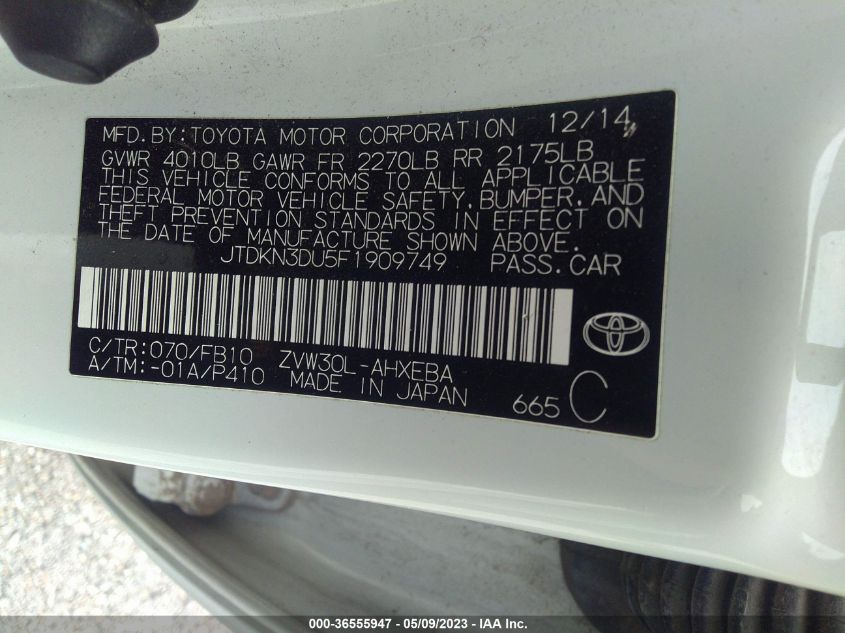 MFD. BY: TOYOTA MOTOR CORPORATION 12/14
GVWR 4010LB GAWR FR 2270LB RR 2175LB
THIS VEHICLE CONFORMS TO ALL APPLICABLE
FEDERAL MOTOR VEHICLE SAFETY, BUMPER, AND
THEFT PREVENTION STANDARDS IN EFFECT ON
THE DATE OF MANUFACTURE SHOWN ABOVE.
JTDKN3DU5F1909749 PASS. CAR
C/TR:070/FB10 ZVW30L-AHXEBA
A/TM:-01A/P410 MADE IN JAPAN
665 C
000-36555947 - 05/09/2023 - IAA Inc.